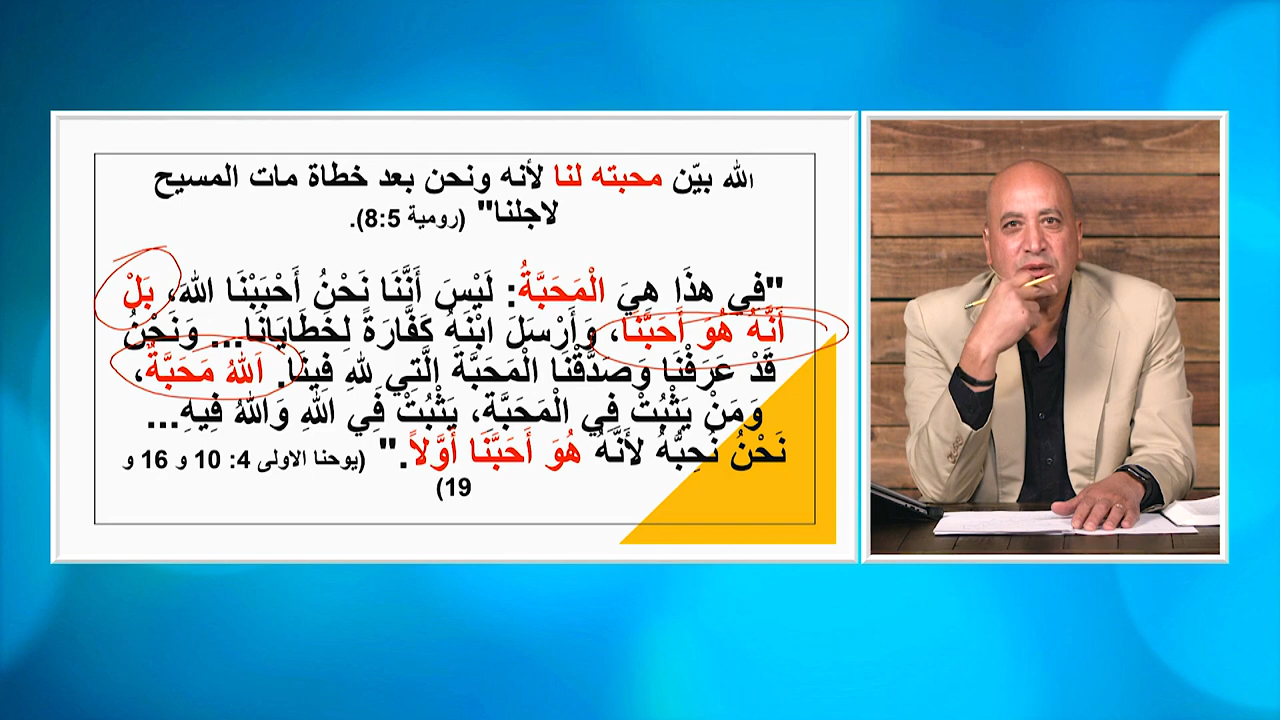 الله بيّن محبته لنا لأنه ونحن بعد خطاة مات المسيح
لاجلنا" (رومية 8:5).
"فِي هذَا هِيَ الْمَحَبَّةُ: لَيْسَ أَنَّنَا نَحْنُ أَحْبَبْنَا اللهَ، بَلْ
أَنَّهُ هُوَ أَحَبَّنَا، وَأَرْسَلَ ابْنَهُ كَفَّارَةً لِخَطَايَانَا... وَنَحْنُ
قَدْ عَرَفْنَا وَصَدَّقْنَا الْمَحَبَّةَ الَّتِي للهِ فِينَا. اَللهُ مَحَبَّةٌ،
وَمَنْ يَثْبُتْ فِي الْمَحَبَّةِ، يَثْبُتْ فِي اللهِ وَاللهُ فِيهِ...
نَحْنُ نُحِبُّهُ لأَنَّهُ هُوَ أَحَبَّنَا أَوَّلاً." (يوحنا الاولى 4: 10 و 16 و
19)